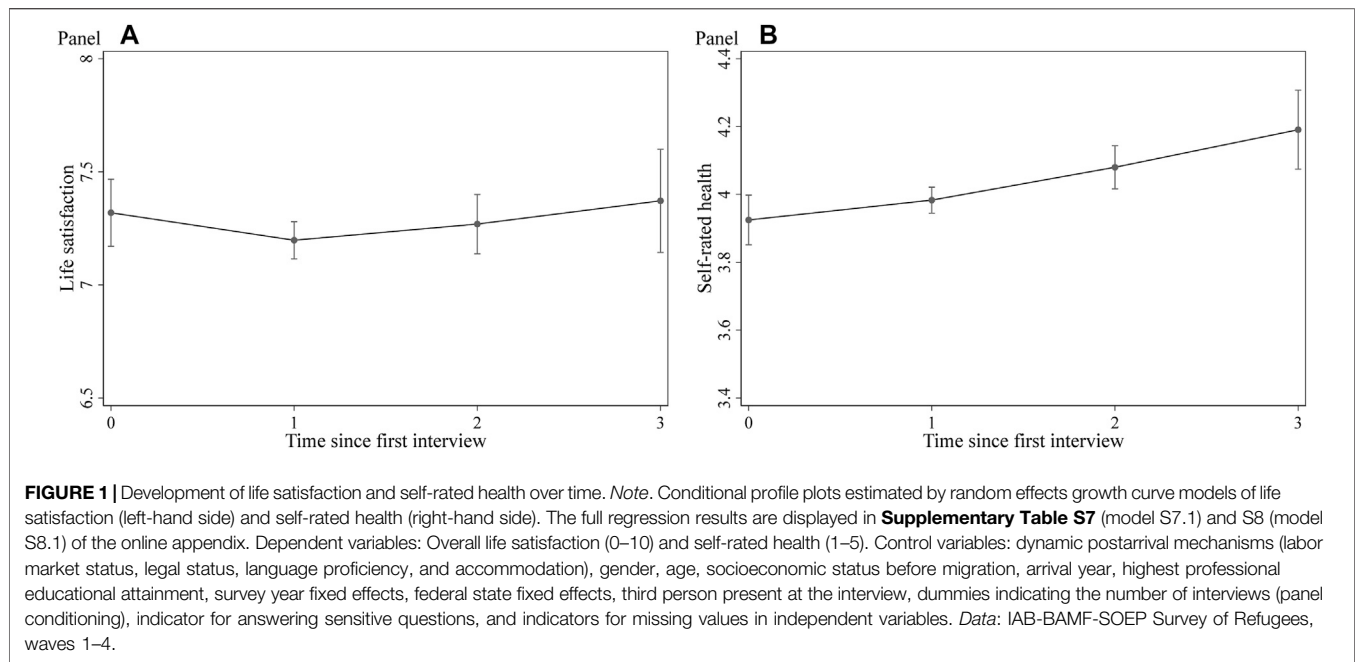 Panel A
8
7.5
7
6.5
Life satisfaction
0 1 2 3
Time since first interview
Panel B
4.4
4.2
4
3.8
3.6
3.4
Self-rated health
0 1 2 3
Time since first interview
FIGURE 1 | Development of life satisfaction and self-rated health over time. Note. Conditional profile plots estimated by random effects growth curve models of life
satisfaction (left-hand side) and self-rated health (right-hand side). The full regression results are displayed in Supplementary Table S7 (model S7.1) and S8 (model
S8.1) of the online appendix. Dependent variables: Overall life satisfaction (0–10) and self-rated health (1–5). Control variables: dynamic postarrival mechanisms (labor
market status, legal status, language proficiency, and accommodation), gender, age, socioeconomic status before migration, arrival year, highest professional
educational attainment, survey year fixed effects, federal state fixed effects, third person present at the interview, dummies indicating the number of interviews (panel
conditioning), indicator for answering sensitive questions, and indicators for missing values in independent variables. Data: IAB-BAMF-SOEP Survey of Refugees,
waves 1–4.